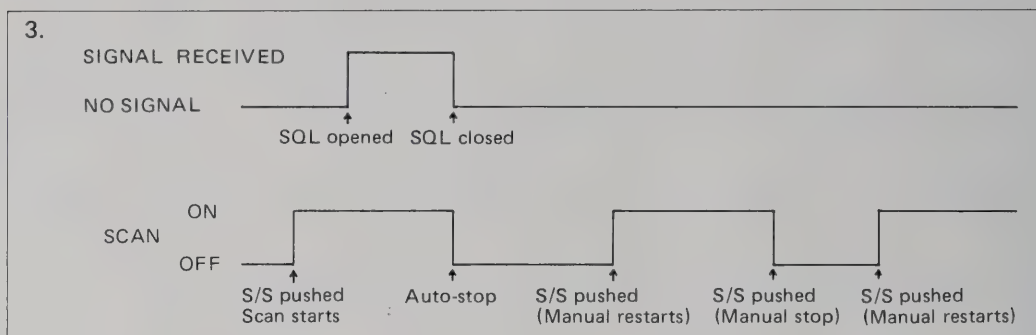 3.
SIGNAL RECEIVED
NO SIGNAL
SQL opened SQL closed
ON
SCAN
OFF
S/S pushed Auto-stop S/S pushed S/S pushed S/S pushed
Scan starts (Manual restarts) (Manual stop) (Manual restarts)